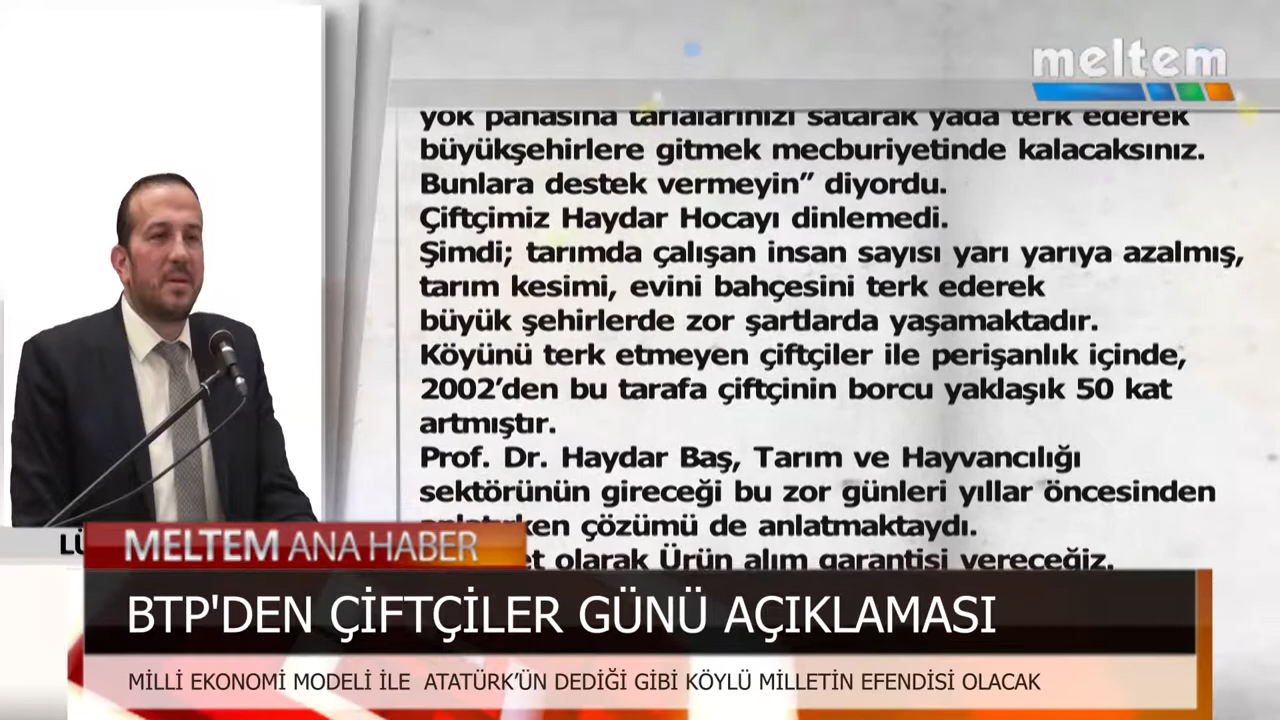 meltem
yok pahasına tarlalarınızı satarak yada terk ederek
büyükşehirlere gitmek mecburiyetinde kalacaksınız.
Bunlara destek vermeyin” diyordu.
Çiftçimiz Haydar Hocayı dinlemedi.
Şimdi; tarımda çalışan insan sayısı yarı yarıya azalmış,
tarım kesimi, evini bahçesini terk ederek
büyük şehirlerde zor şartlarda yaşamaktadır.
Köyünü terk etmeyen çiftçiler ile perişanlık içinde,
2002’den bu tarafa çiftçinin borcu yaklaşık 50 kat
artmıştır.
Prof. Dr. Haydar Baş, Tarım ve Hayvancılığı
sektörünün gireceği bu zor günleri yıllar öncesinden
anlatırken çözümü de anlatmaktaydı.
olarak Ürün alım garantisi vereceğiz.
MELTEM ANA HABER
BTP'DEN ÇİFTÇİLER GÜNÜ AÇIKLAMASI
MİLLİ EKONOMİ MODELİ İLE ATATÜRK’ÜN DEDİĞİ GİBİ KÖYLÜ MİLLETİN EFENDİSİ OLACAK